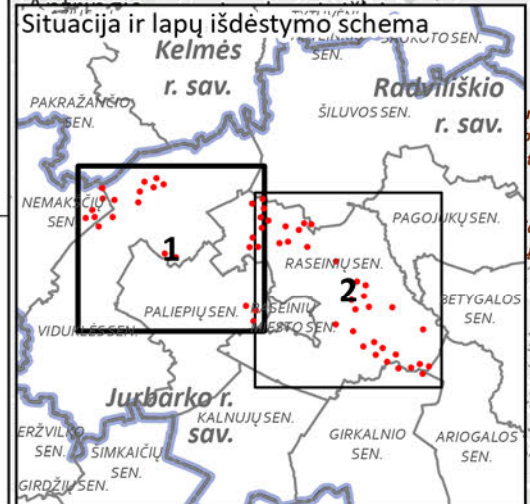 Situacija ir lapų išdėstymo schema
Kelmės
r. sav.
SEN.
Radviliškio
r. sav.
PAKRAŽANČIO
SEN.
ŠILUVOS SEN.
NEMAKŠČIŲ
SEN.
1
PAGOJUKŲ SEN.
RASEINIŲ SEN.
2
PALIEPIŲ SEN.
RASEINIŲ
MIESTO SEN.
BETYGALOS
SEN.
VIDUKLĖS SEN.
Jurbarko r.
sav.
KALNUJŲ SEN.
ERŽVILKO
SEN.
SIMKAIČIŲ
SEN.
GIRKALNIO
SEN.
ARIOGALOS
SEN.
GIRDŽIŲ SEN.